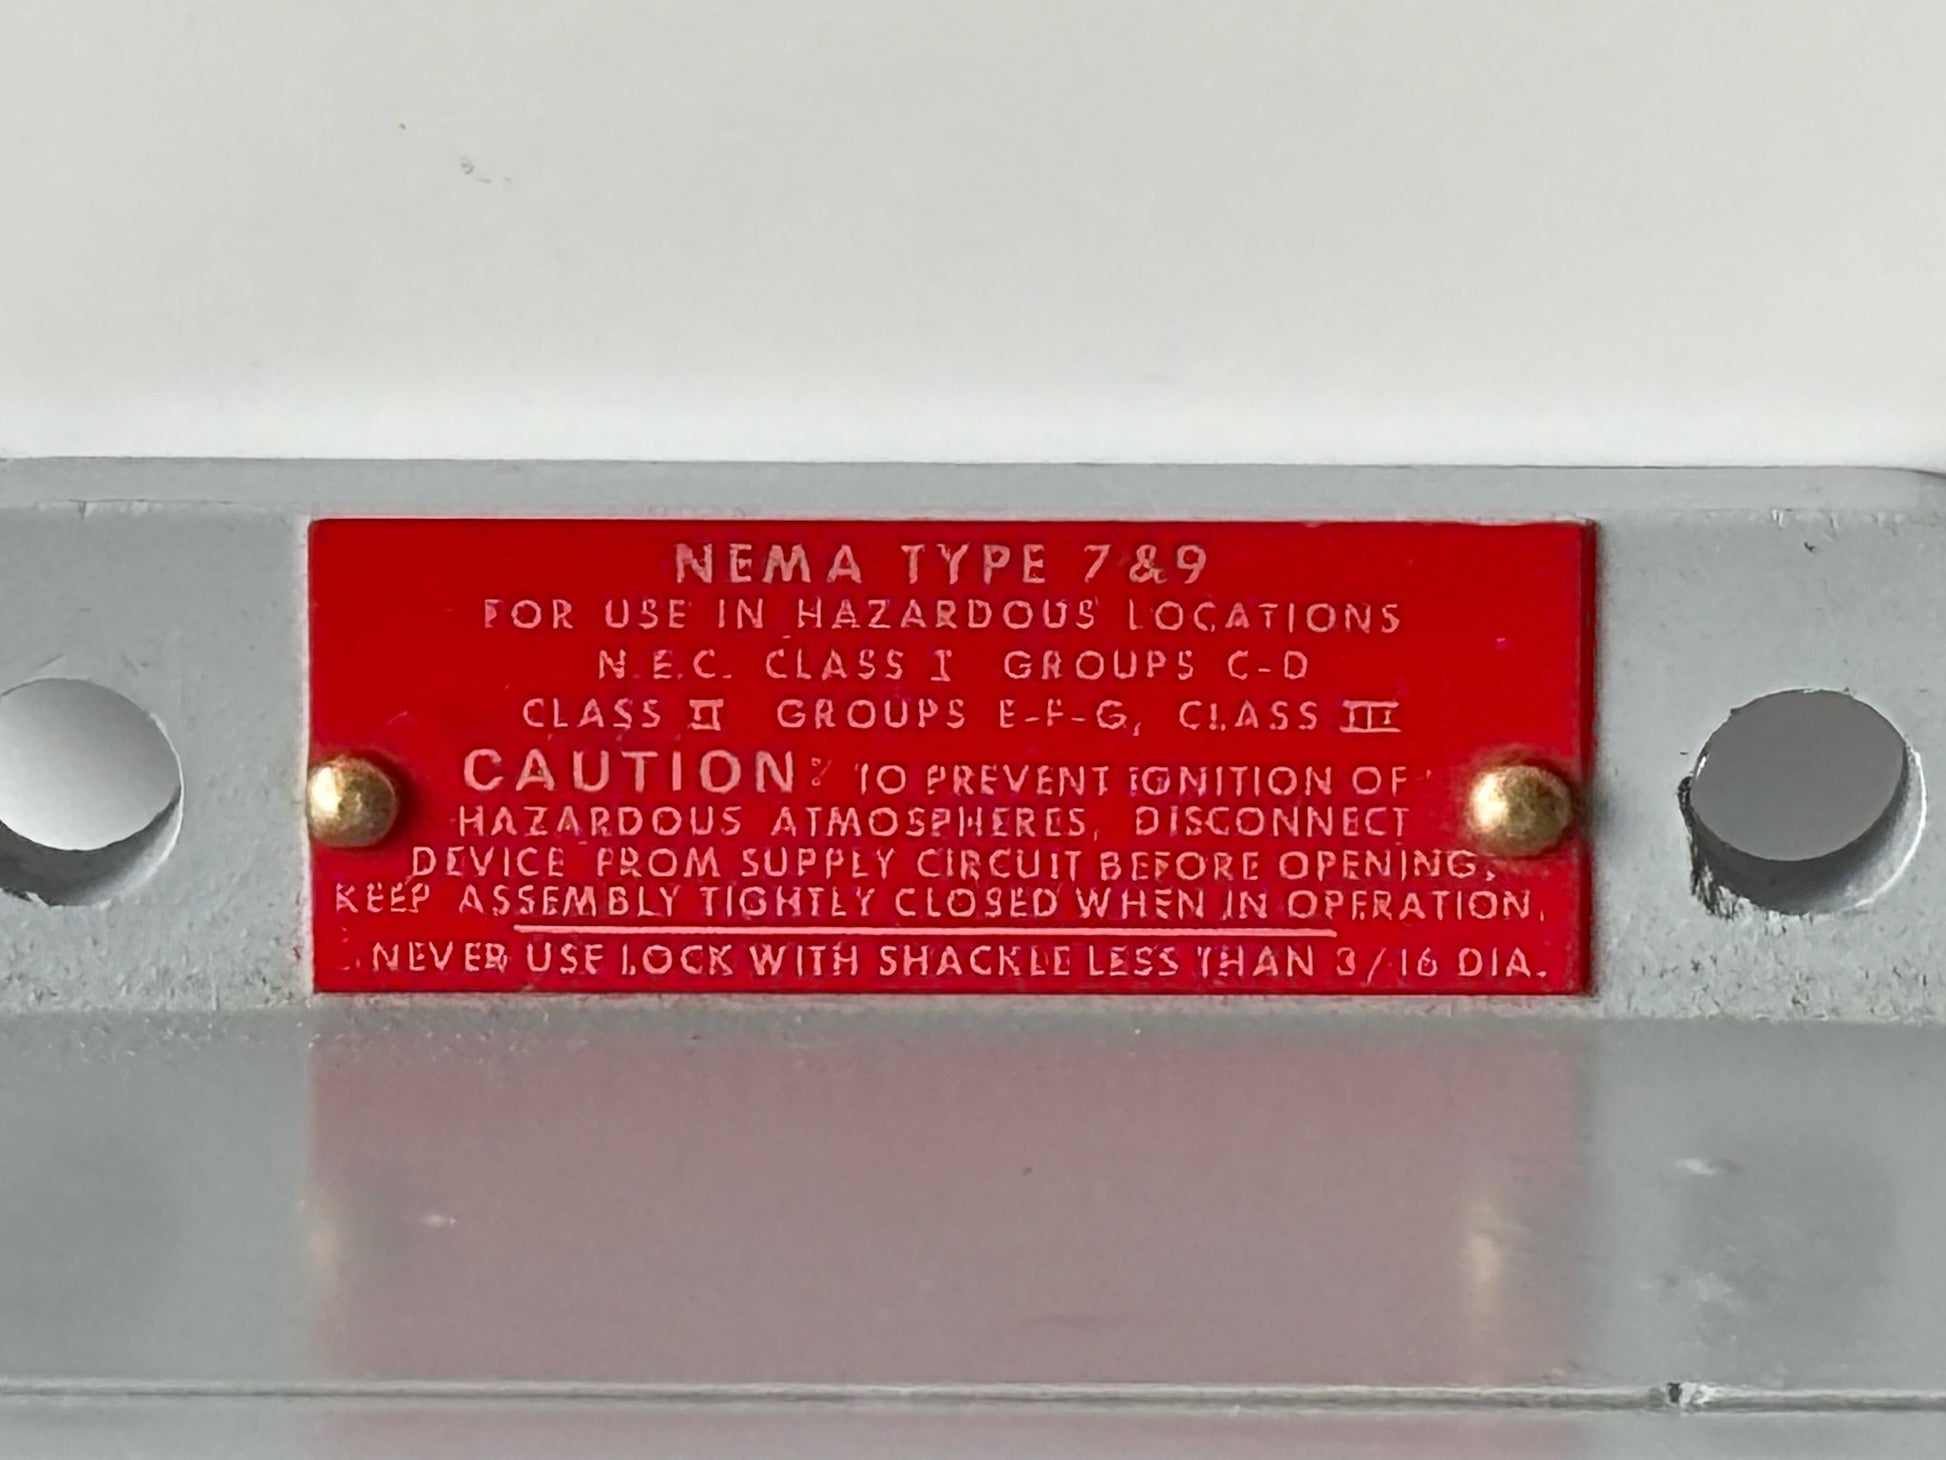 NEMA TYPE 7 & 9
FOR USE IN HAZARDOUS LOCATIONS
N.E.C. CLASS I GROUPS C-D
CLASS II GROUPS E-F-G, CLASS III
CAUTION: TO PREVENT IGNITION OF
HAZARDOUS ATMOSPHERES, DISCONNECT
DEVICE FROM SUPPLY CIRCUIT BEFORE OPENING,
KEEP ASSEMBLY TIGHTLY CLOSED WHEN IN OPERATION.
NEVER USE LOCK WITH SHACKLE LESS THAN 3/16 DIA.